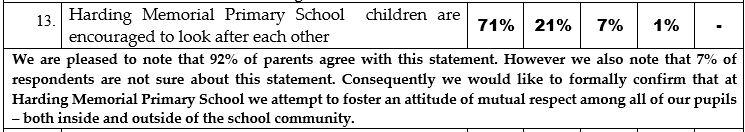 13. Harding Memorial Primary School children are encouraged to look after each other 71% 21% 7% 1% -
We are pleased to note that 92% of parents agree with this statement. However we also note that 7% of
respondents are not sure about this statement. Consequently we would like to formally confirm that at
Harding Memorial Primary School we attempt to foster an attitude of mutual respect among all of our pupils
– both inside and outside of the school community.